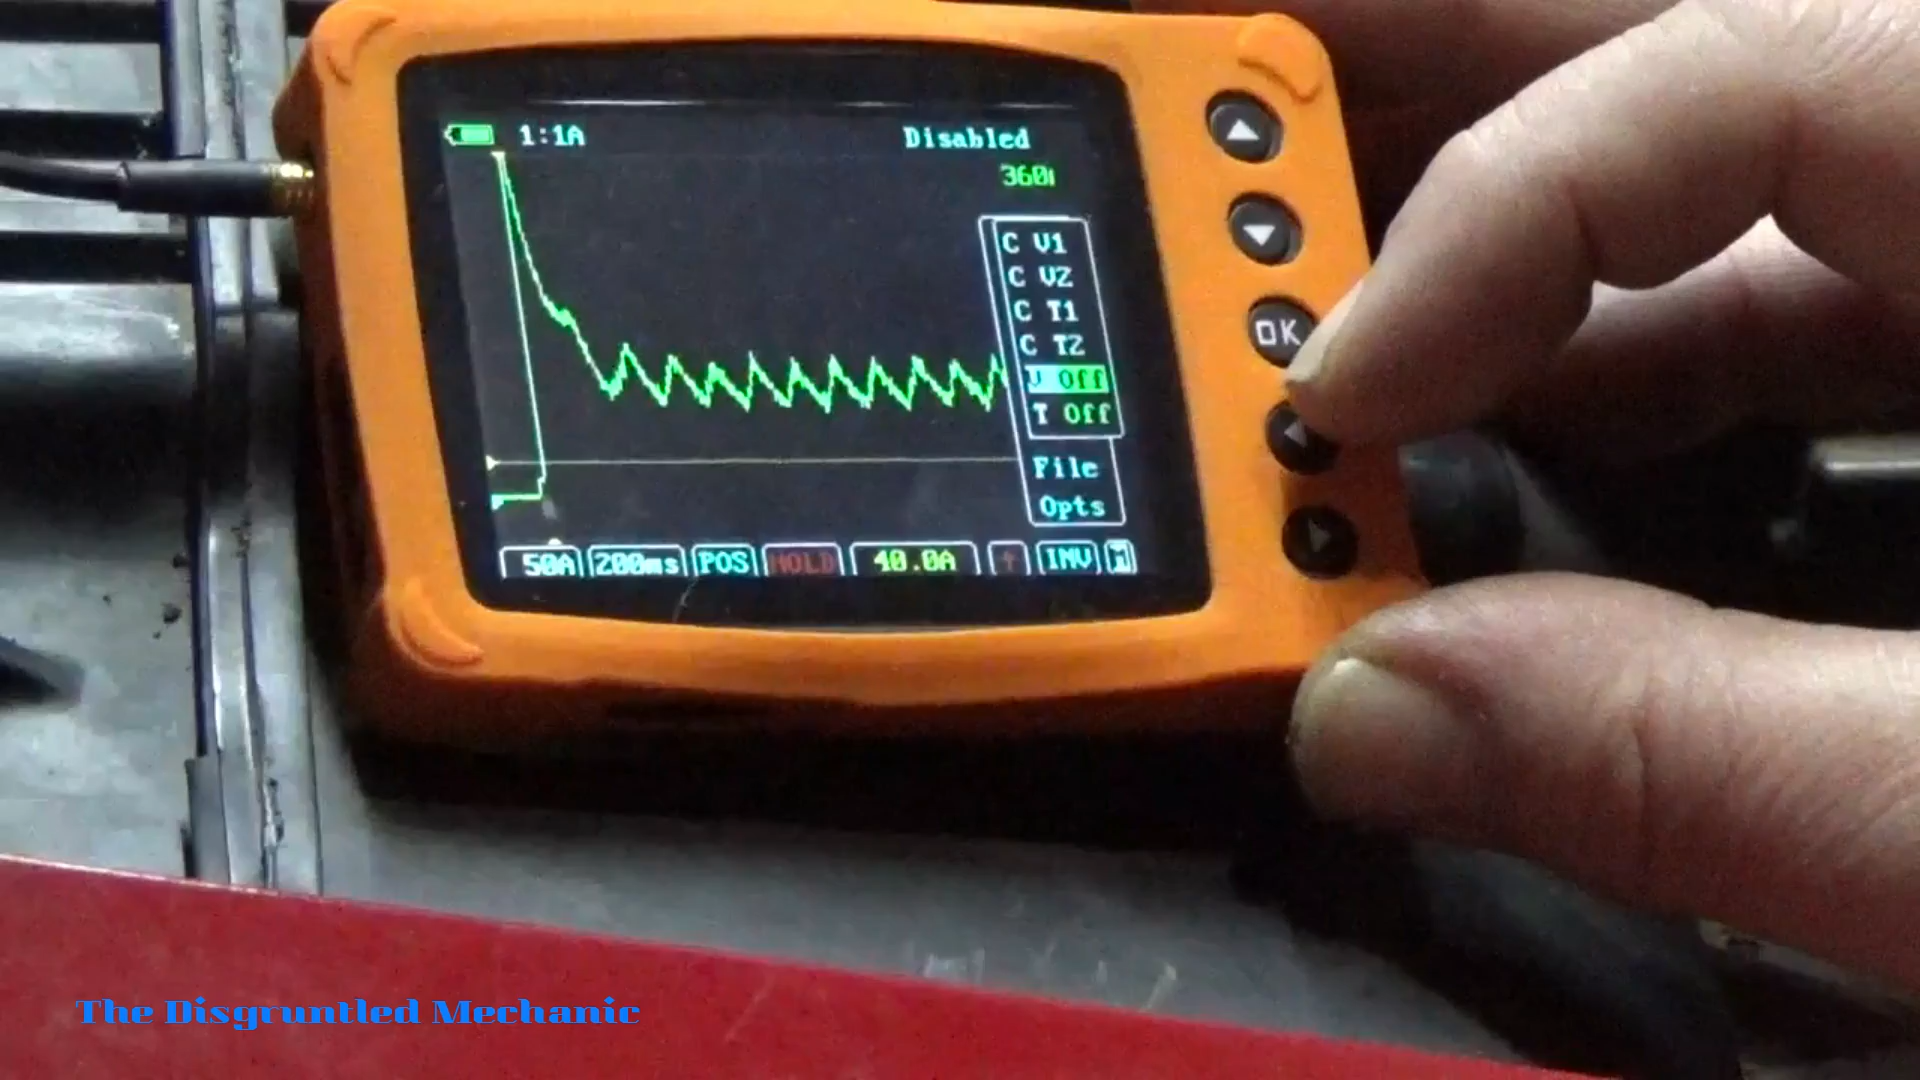 1:1A Disabled
360
C V1
C V2
C T1
C T2
V Off
T Off
File
Opts
50A 200ms POS HOLD 40.0A INV
OK
The Disgruntled Mechanic